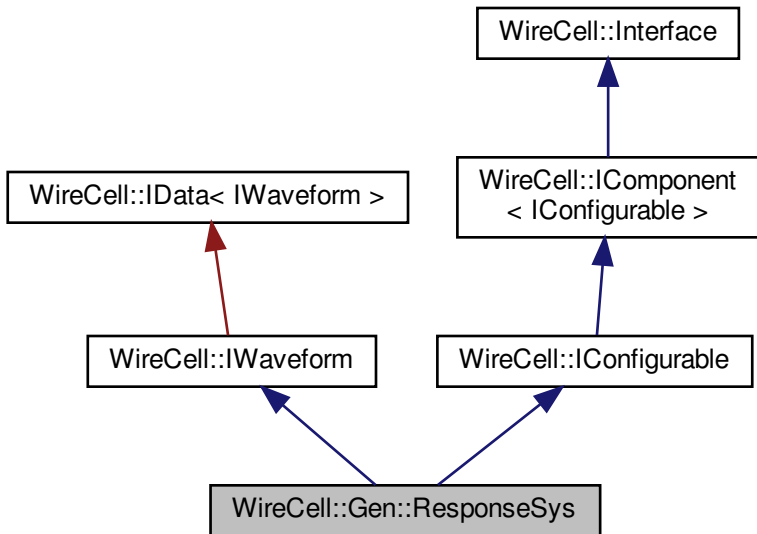 WireCell::Interface
WireCell::IData< IWaveform >
WireCell::IComponent
< IConfigurable >
WireCell::IWaveform
WireCell::IConfigurable
WireCell::Gen::ResponseSys